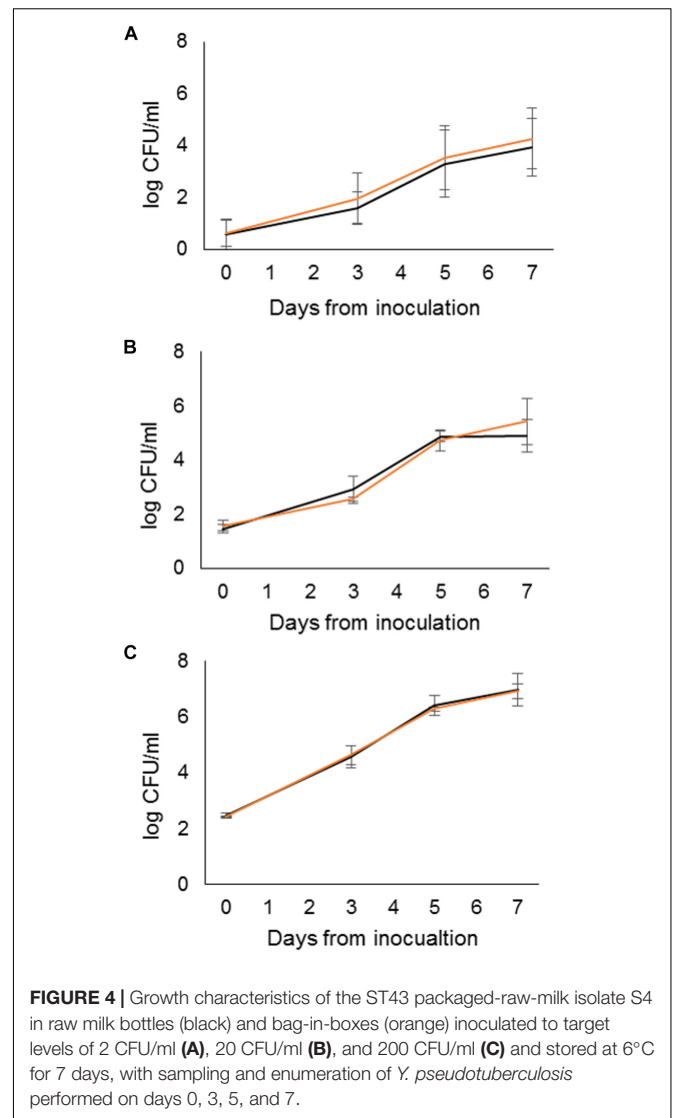 A
8
6
4
2
0
log CFU/ml
0 1 2 3 4 5 6 7
Days from inoculation
B
8
6
4
2
0
log CFU/ml
0 1 2 3 4 5 6 7
Days from inoculation
C
8
6
4
2
0
log CFU/ml
0 1 2 3 4 5 6 7
Days from inocualtion
FIGURE 4 | Growth characteristics of the ST43 packaged-raw-milk isolate S4
in raw milk bottles (black) and bag-in-boxes (orange) inoculated to target
levels of 2 CFU/ml (A), 20 CFU/ml (B), and 200 CFU/ml (C) and stored at 6°C
for 7 days, with sampling and enumeration of Y. pseudotuberculosis
performed on days 0, 3, 5, and 7.